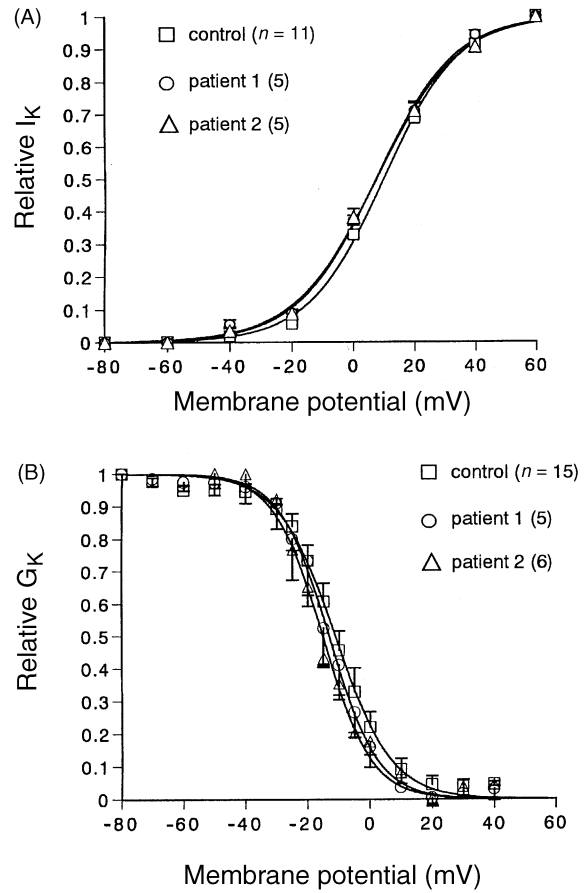 (A)
1
0.9
0.8
0.7
0.6
0.5
0.4
0.3
0.2
0.1
0
Relative IK
control (n = 11)
patient 1 (5)
patient 2 (5)
-80 -60 -40 -20 0 20 40 60
Membrane potential (mV)
(B)
1
0.9
0.8
0.7
0.6
0.5
0.4
0.3
0.2
0.1
0
Relative GK
control (n = 15)
patient 1 (5)
patient 2 (6)
-80 -60 -40 -20 0 20 40 60
Membrane potential (mV)